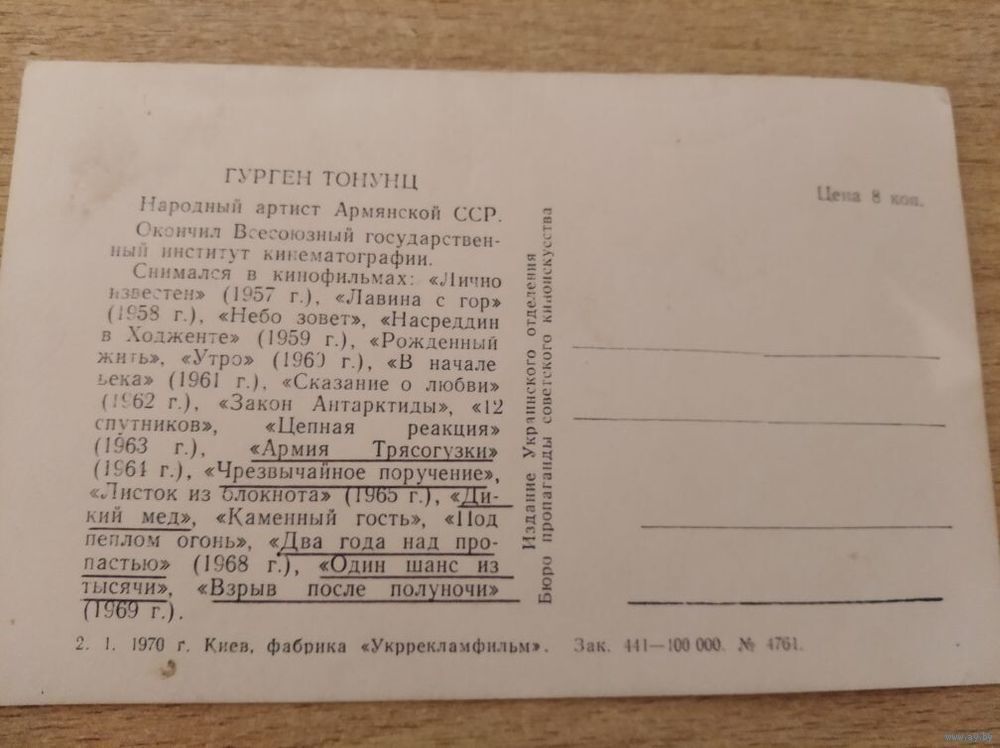 ГУРГЕН ТОНУНЦ
Народный артист Армянской ССР.
Окончил Всесоюзный государствен-
ный институт кинематографии.
Снимался в кинофильмах: «Лично
известен» (1957 г.), «Лавина с гор»
(1958 г.), «Небо зовет», «Насреддин
в Ходженте» (1959 г.), «Рожденный
жить», «Утро» (1960 г.), «В начале
века» (1961 г.), «Сказание о любви»
(1962 г.), «Закон Антарктиды», «12
спутников», «Цепная реакция»
(1963 г.), «Армия Трясогузки»
(1964 г.), «Чрезвычайное поручение»,
«Листок из блокнота» (1965 г.), «Ди-
кий мед», «Каменный гость», «Под
пеплом огонь», «Два года над про-
пастью» (1968 г.), «Один шанс из
тысячи», «Взрыв после полуночи»
(1969 г.).
2. 1. 1970 г. Киев, фабрика «Укррекламфильм». Зак. 441—100 000. № 4761.
Издание Украинского отделения
Бюро пропаганды советского киноискусства
Цена 8 коп.
www.ay.by